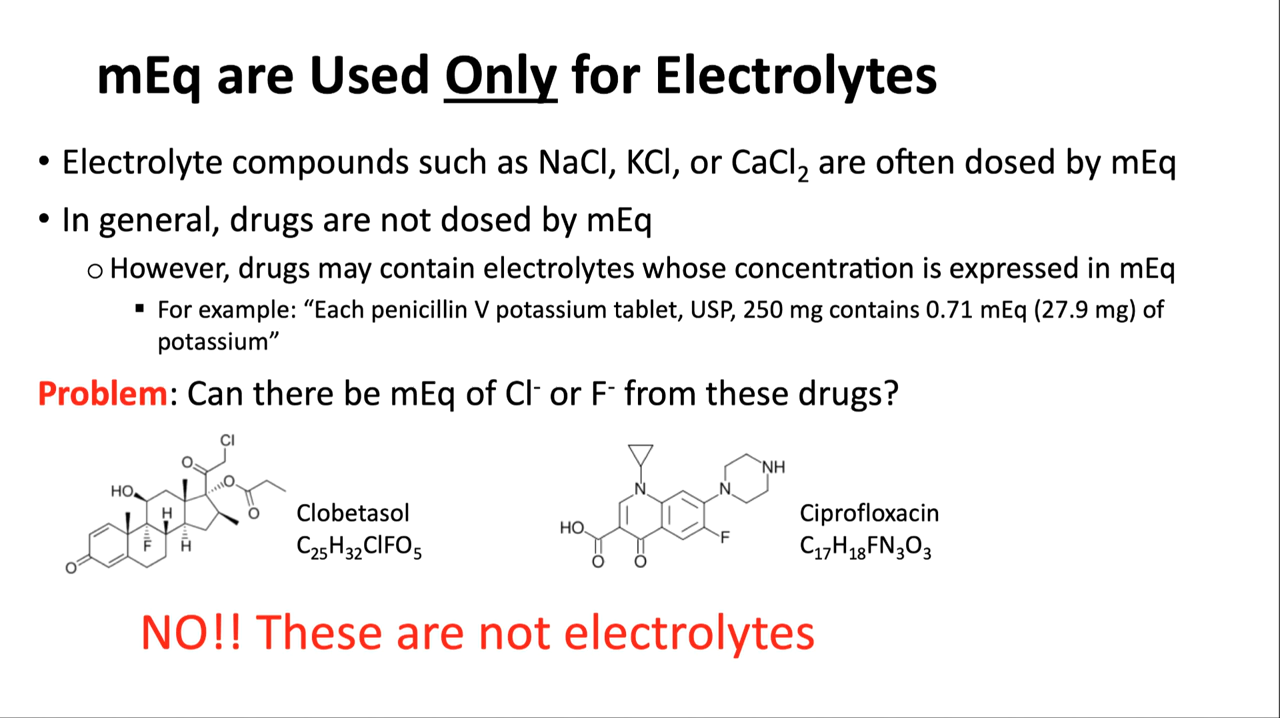 mEq are Used Only for Electrolytes
• Electrolyte compounds such as NaCl, KCl, or CaCl₂ are often dosed by mEq
• In general, drugs are not dosed by mEq
o However, drugs may contain electrolytes whose concentration is expressed in mEq
▪ For example: “Each penicillin V potassium tablet, USP, 250 mg contains 0.71 mEq (27.9 mg) of
potassium”
Problem: Can there be mEq of Cl⁻ or F⁻ from these drugs?
Cl
O
O
HO
O
H
F
H
O
Clobetasol
C₂₅H₃₂ClFO₅
NH
N
N
HO
F
O
O
Ciprofloxacin
C₁₇H₁₈FN₃O₃
NO!! These are not electrolytes